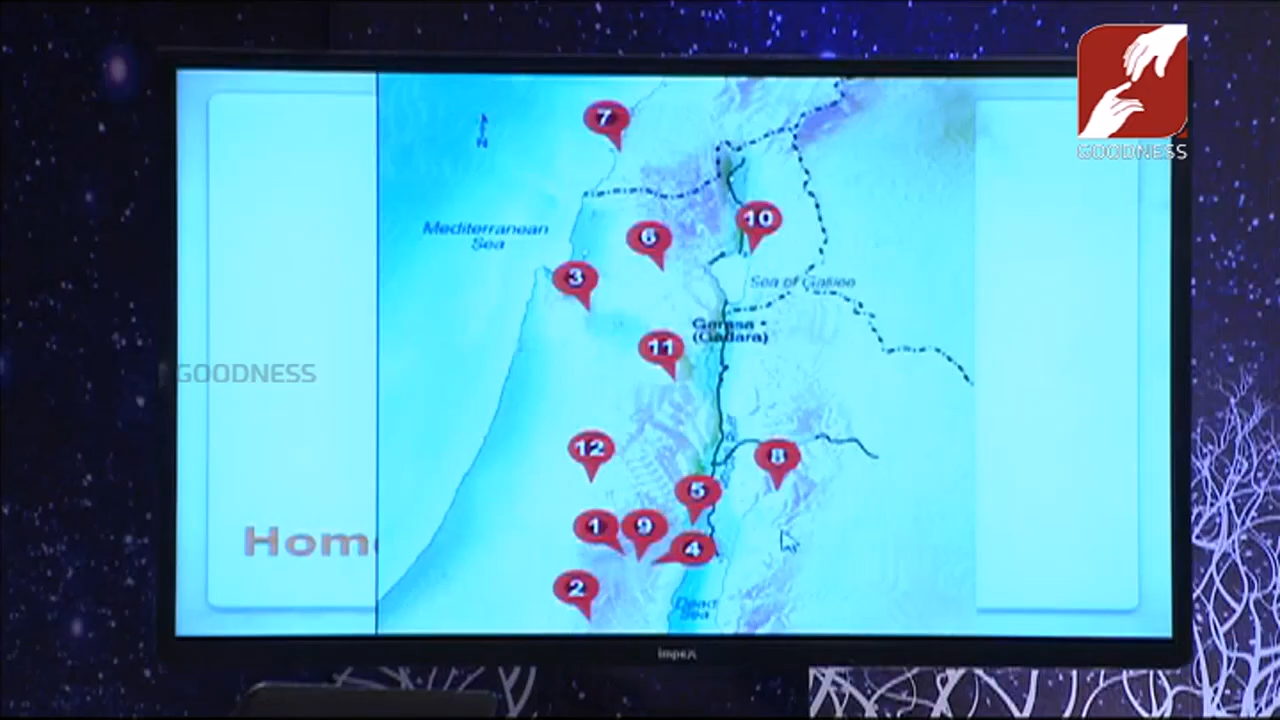 GOODNESS
7
N
10
Mediterranean
Sea
6
3
Sea of Galilee
Garasa •
(Gadara)
11
GOODNESS
12
8
5
1
9
4
Hom
2
Dead
Sea
impex